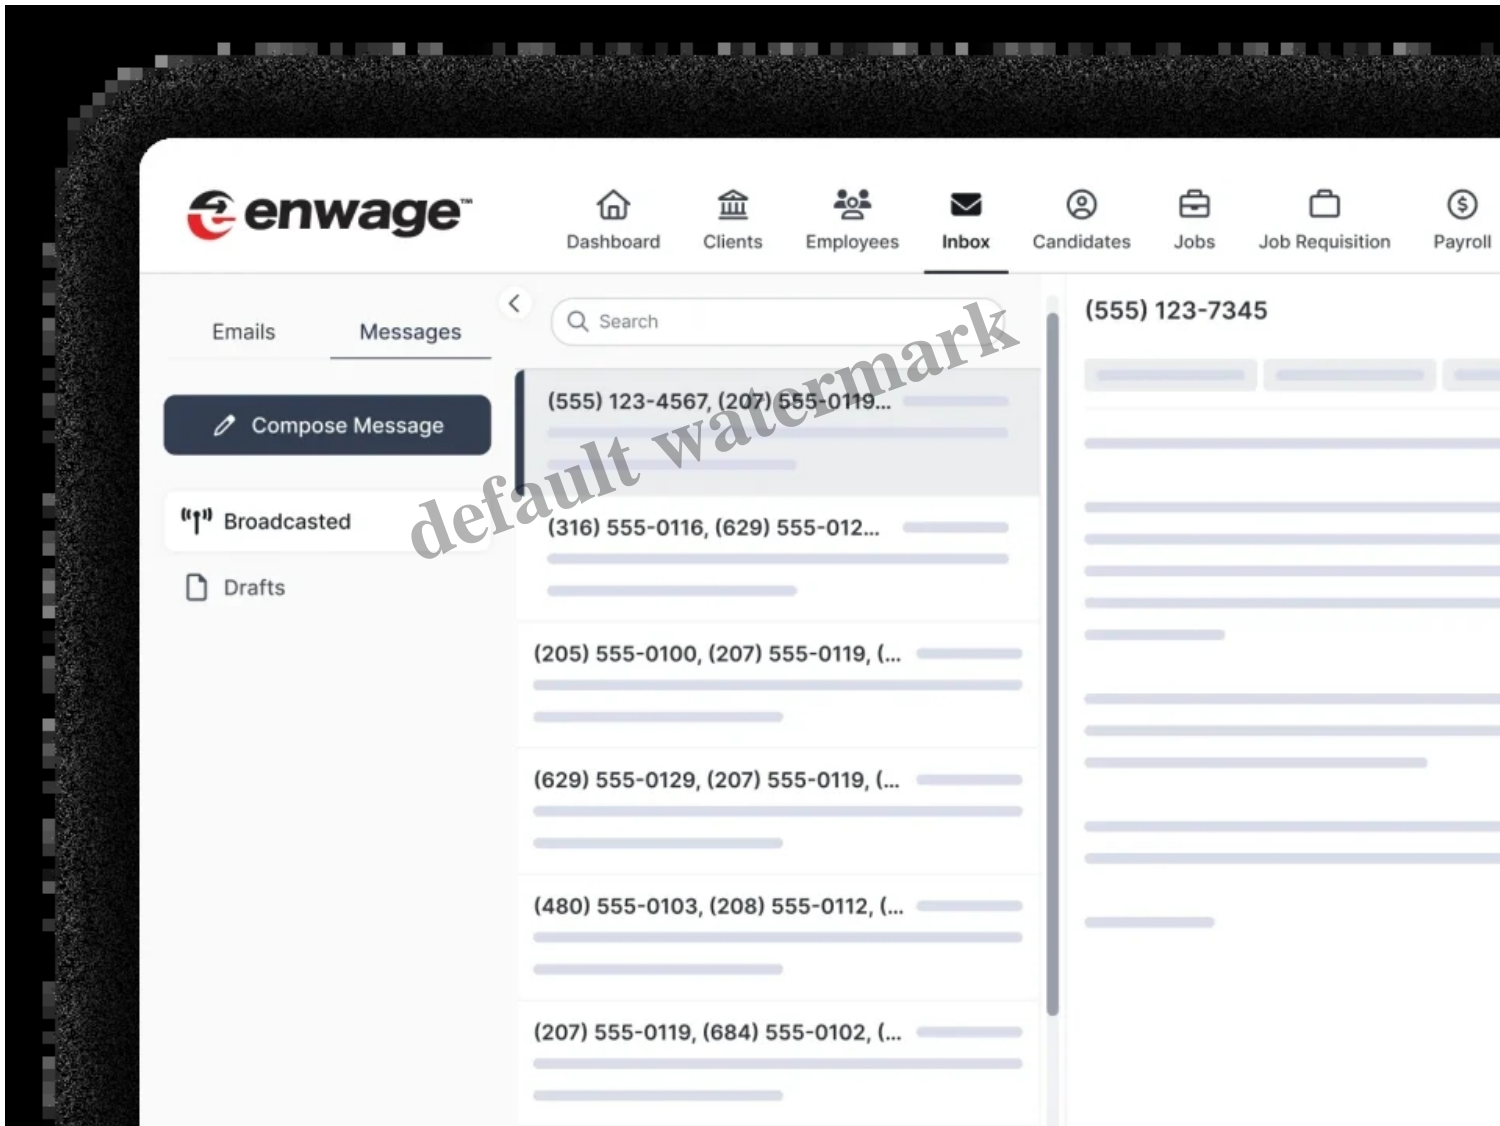 enwage™
Dashboard
Clients
Employees
Inbox
Candidates
Jobs
Job Requisition
Payroll
Emails
Messages
Compose Message
Broadcasted
Drafts
Search
(555) 123-4567, (207) 555-0119...
(316) 555-0116, (629) 555-012...
(205) 555-0100, (207) 555-0119, (...
(629) 555-0129, (207) 555-0119, (...
(480) 555-0103, (208) 555-0112, (...
(207) 555-0119, (684) 555-0102, (...
(555) 123-7345
default watermark